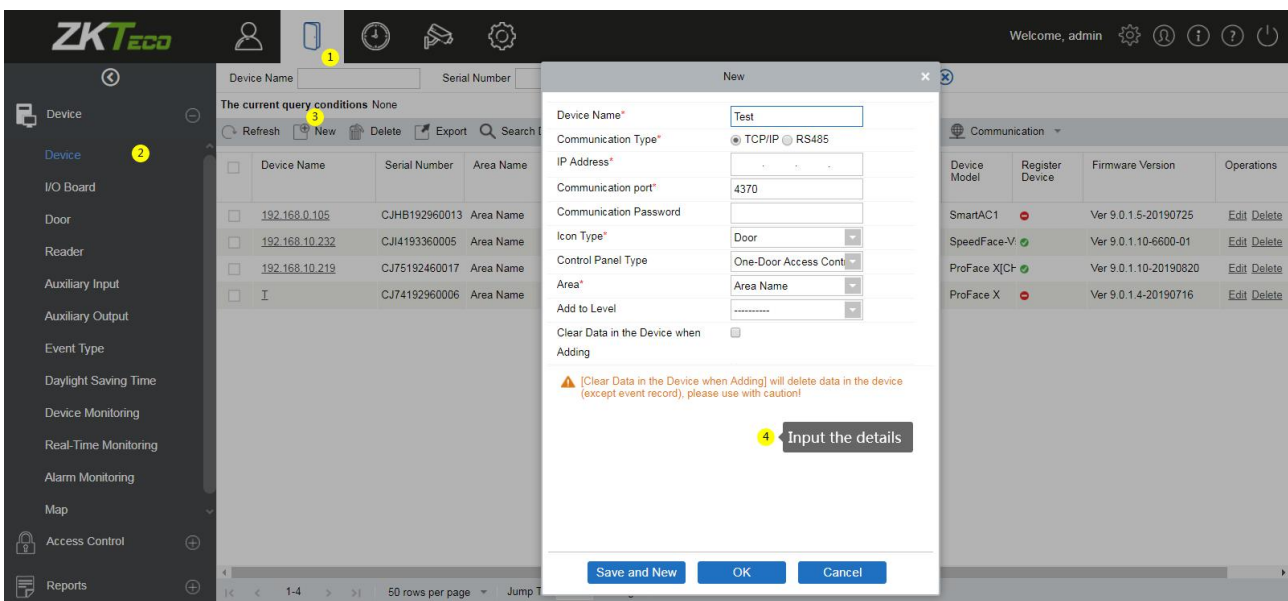 ZKTECO
Welcome, admin
1
Device Name
Serial Number
The current query conditions None
3
Refresh New Delete Export Search
Communication
Device
Device 2
I/O Board
Door
Reader
Auxiliary Input
Auxiliary Output
Event Type
Daylight Saving Time
Device Monitoring
Real-Time Monitoring
Alarm Monitoring
Map
Access Control
Reports
Device Name Serial Number Area Name
192.168.0.105 CJHB192960013 Area Name
192.168.10.232 CJI4193360005 Area Name
192.168.10.219 CJ75192460017 Area Name
T CJ74192960006 Area Name
New
Device Name* Test
Communication Type* TCP/IP RS485
IP Address* . . .
Communication port* 4370
Communication Password
Icon Type* Door
Control Panel Type One-Door Access Cont
Area* Area Name
Add to Level ----------
Clear Data in the Device when
Adding
[Clear Data in the Device when Adding] will delete data in the device
(except event record), please use with caution!
4 Input the details
Save and New OK Cancel
Device Model Register Device Firmware Version Operations
SmartAC1 Ver 9.0.1.5-20190725 Edit Delete
SpeedFace-V Ver 9.0.1.10-6600-01 Edit Delete
ProFace X[CH Ver 9.0.1.10-20190820 Edit Delete
ProFace X Ver 9.0.1.4-20190716 Edit Delete
1-4 50 rows per page Jump T